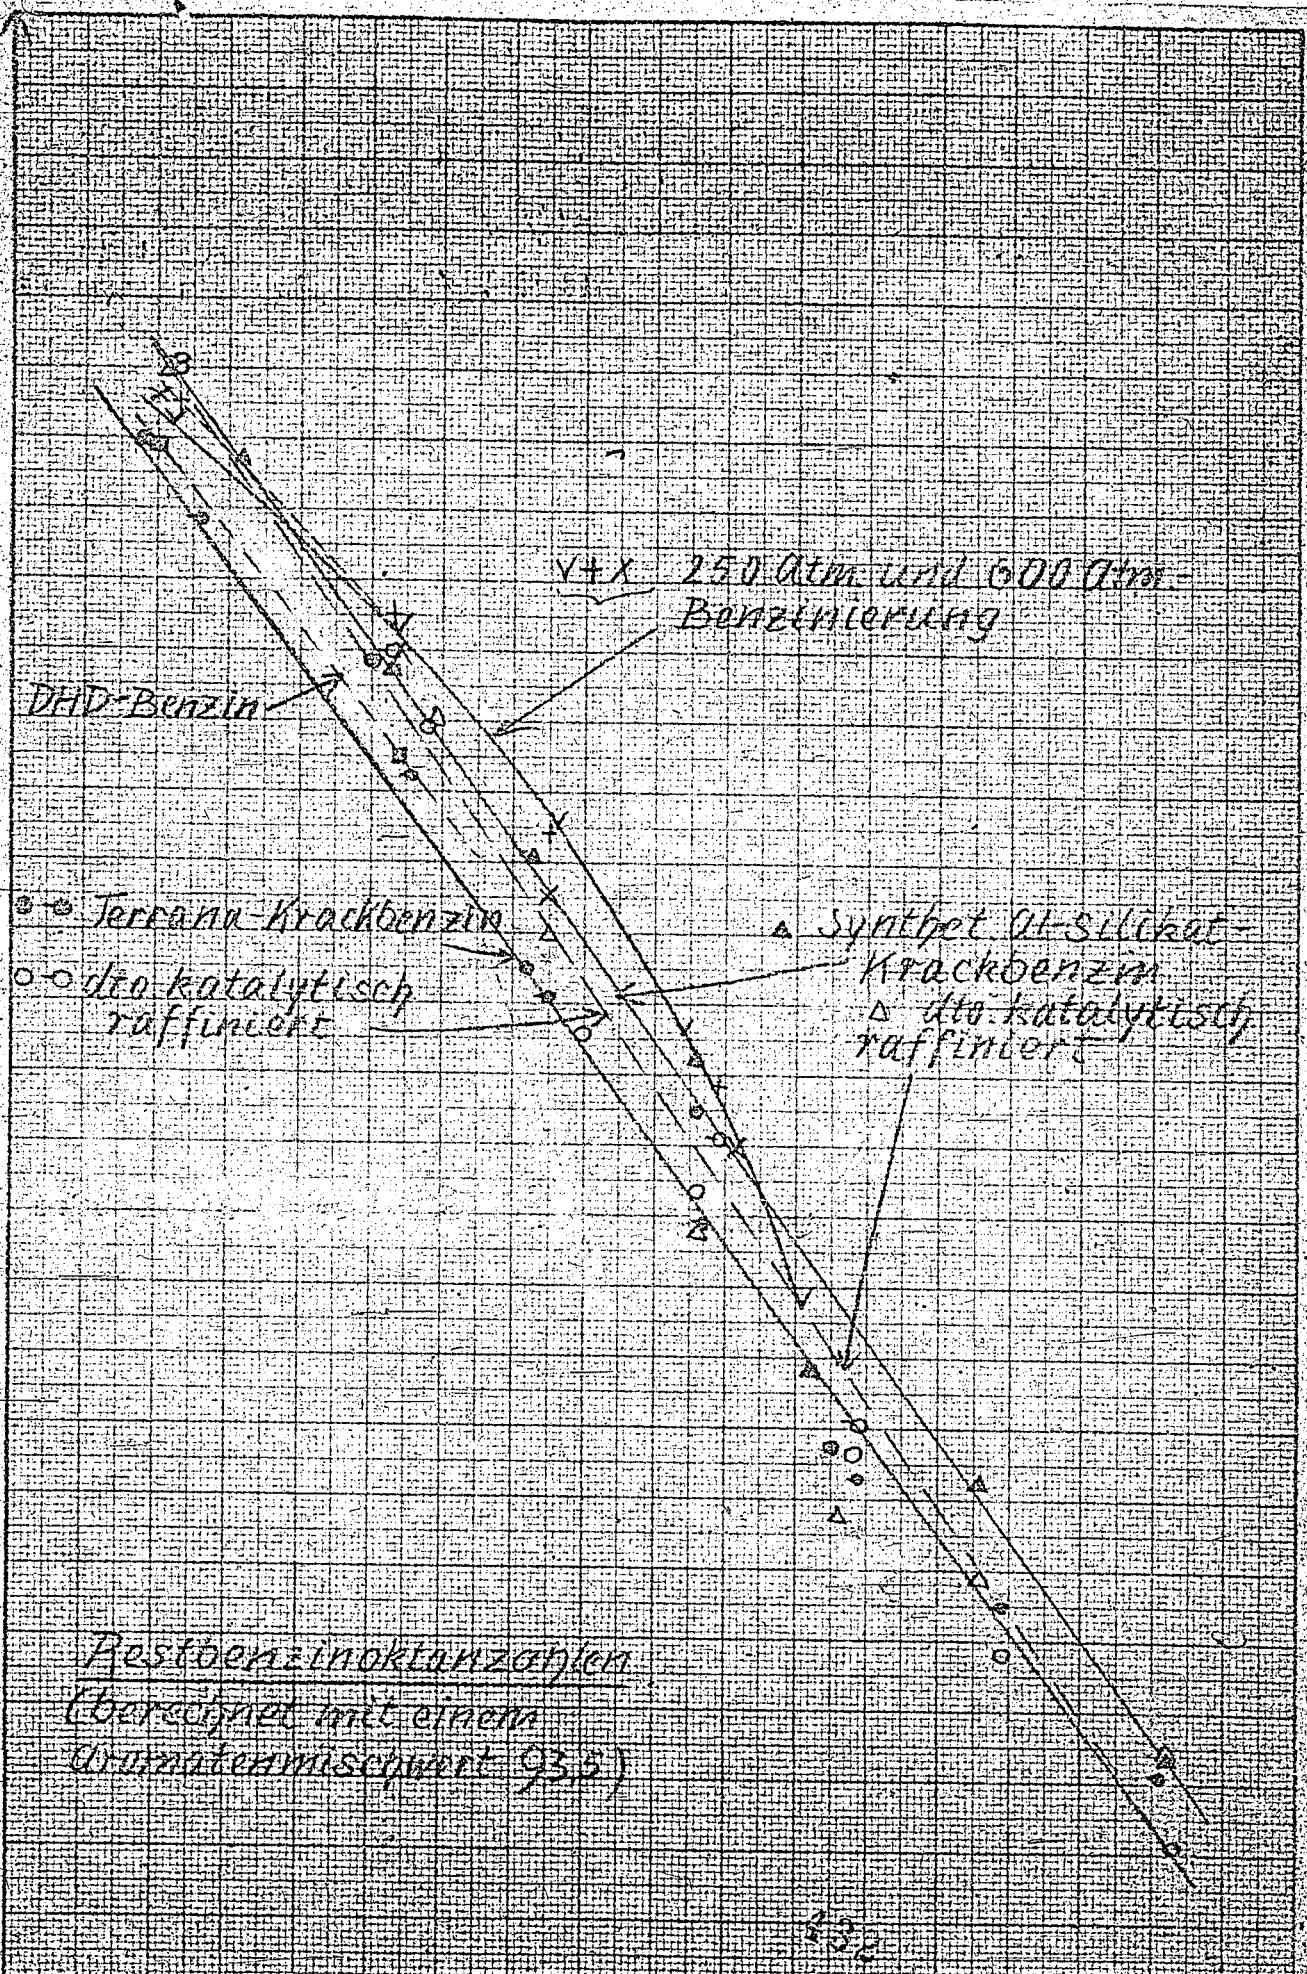 V + X 250 Atm. und 600 Atm.
Benzinierung
DHD-Benzin
Terrana-Krackbenzin
dto katalytisch
raffiniert
Synthet. Al-Silikat-
Krackbenzin
dto. katalytisch
raffiniert
Restbenzinoktanzahlen
(berechnet mit einem
Aromatenmischwert 93,5)